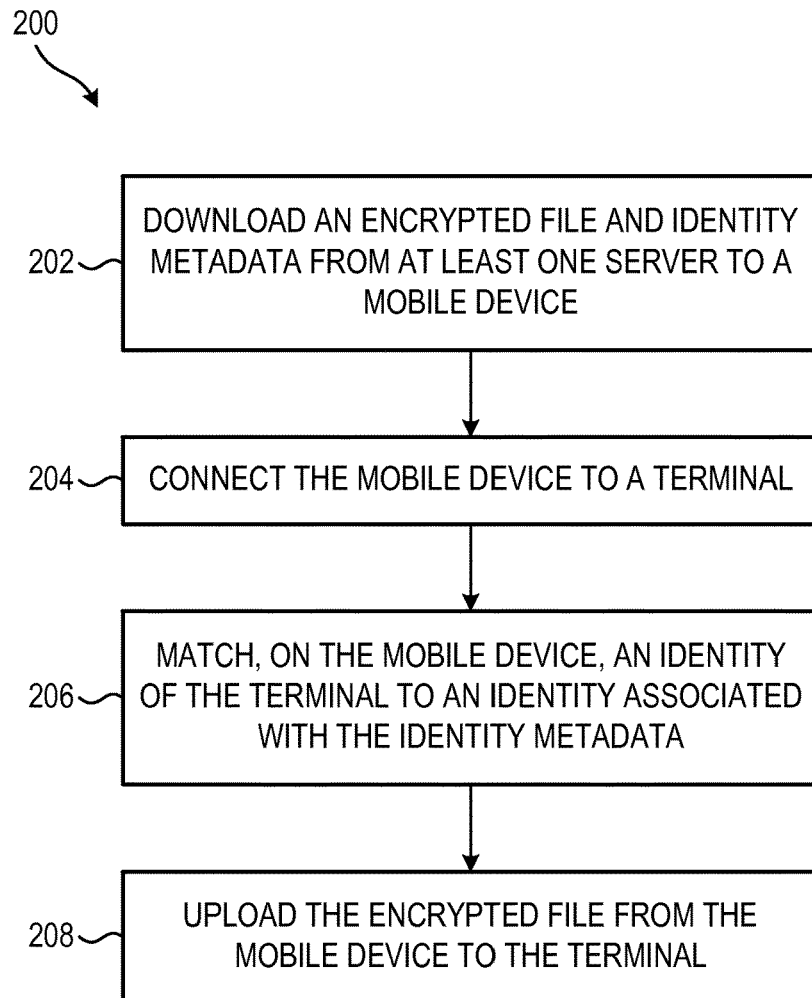 200
202
DOWNLOAD AN ENCRYPTED FILE AND IDENTITY
METADATA FROM AT LEAST ONE SERVER TO A
MOBILE DEVICE
204
CONNECT THE MOBILE DEVICE TO A TERMINAL
206
MATCH, ON THE MOBILE DEVICE, AN IDENTITY
OF THE TERMINAL TO AN IDENTITY ASSOCIATED
WITH THE IDENTITY METADATA
208
UPLOAD THE ENCRYPTED FILE FROM THE
MOBILE DEVICE TO THE TERMINAL